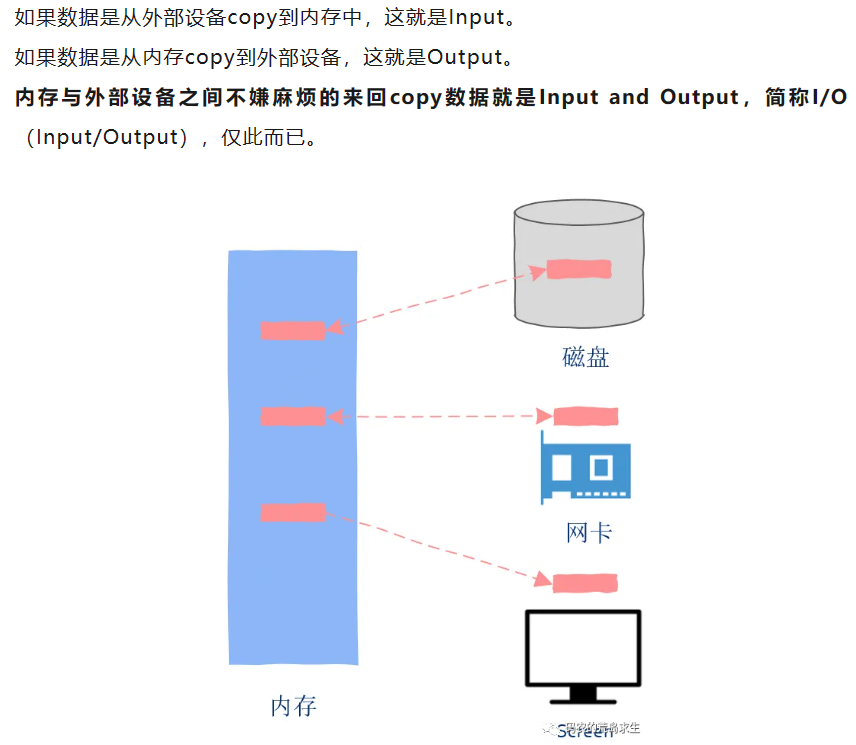 如果数据是从外部设备copy到内存中，这就是Input。
如果数据是从内存copy到外部设备，这就是Output。
内存与外部设备之间不嫌麻烦的来回copy数据就是Input and Output，简称I/O
（Input/Output），仅此而已。
磁盘
网卡
内存
Screen
码农的荒岛求生